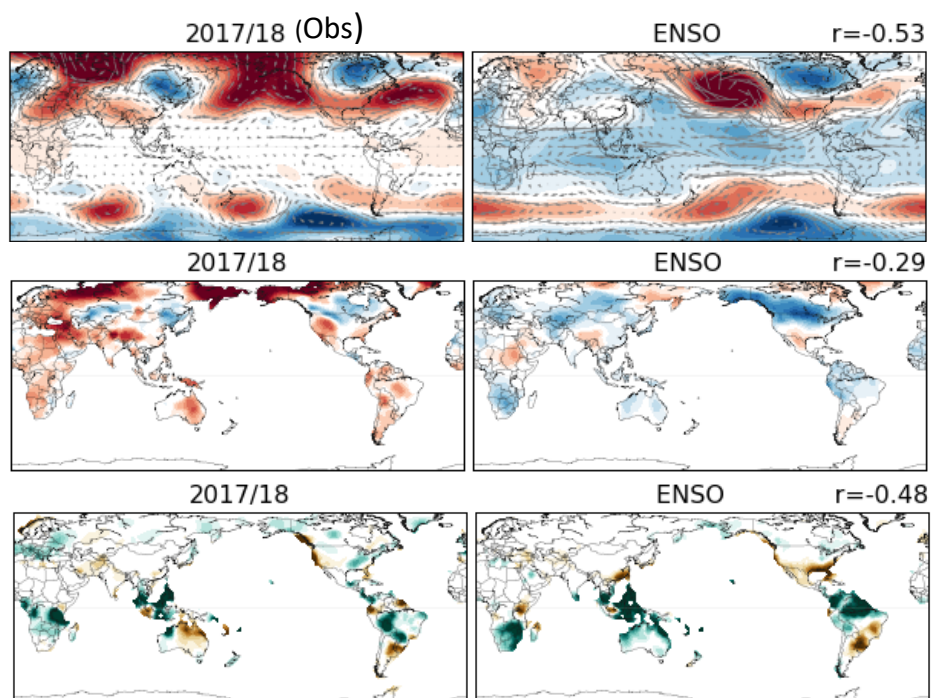 2017/18 (Obs)
ENSO r=-0.53
2017/18
ENSO r=-0.29
2017/18
ENSO r=-0.48